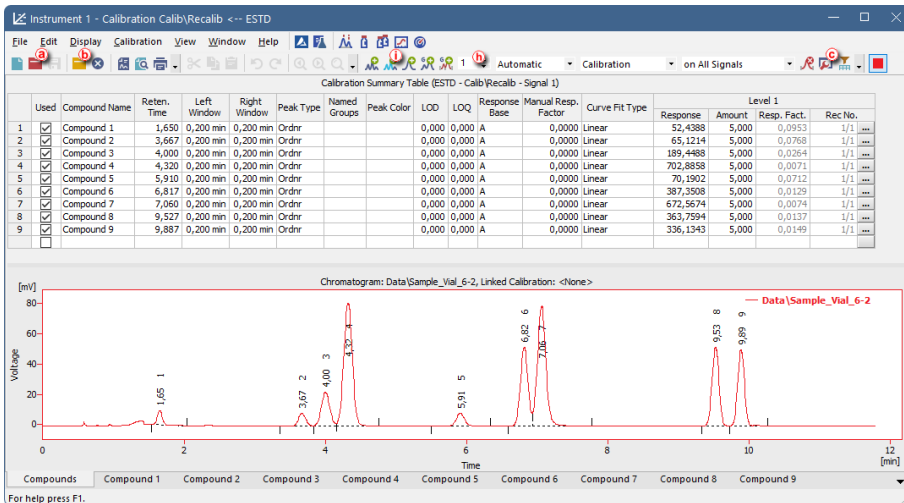 Instrument 1 - Calibration Calib\Recalib <-- ESTD
File Edit Display Calibration View Window Help
a b i h c
1 Automatic Calibration on All Signals
Calibration Summary Table (ESTD - Calib\Recalib - Signal 1)
Used Compound Name Reten. Time Left Window Right Window Peak Type Named Groups Peak Color LOD LOQ Response Base Manual Resp. Factor Curve Fit Type Level 1
Response Amount Resp. Fact. Rec No.
1 Compound 1 1,650 0,200 min 0,200 min Ordnr 0,000 0,000 A 0,0000 Linear 52,4388 5,000 0,0953 1/1 ...
2 Compound 2 3,667 0,200 min 0,200 min Ordnr 0,000 0,000 A 0,0000 Linear 65,1214 5,000 0,0768 1/1 ...
3 Compound 3 4,000 0,200 min 0,200 min Ordnr 0,000 0,000 A 0,0000 Linear 189,4488 5,000 0,0264 1/1 ...
4 Compound 4 4,320 0,200 min 0,200 min Ordnr 0,000 0,000 A 0,0000 Linear 702,8858 5,000 0,0071 1/1 ...
5 Compound 5 5,910 0,200 min 0,200 min Ordnr 0,000 0,000 A 0,0000 Linear 70,1902 5,000 0,0712 1/1 ...
6 Compound 6 6,817 0,200 min 0,200 min Ordnr 0,000 0,000 A 0,0000 Linear 387,3508 5,000 0,0129 1/1 ...
7 Compound 7 7,060 0,200 min 0,200 min Ordnr 0,000 0,000 A 0,0000 Linear 672,5674 5,000 0,0074 1/1 ...
8 Compound 8 9,527 0,200 min 0,200 min Ordnr 0,000 0,000 A 0,0000 Linear 363,7594 5,000 0,0137 1/1 ...
9 Compound 9 9,887 0,200 min 0,200 min Ordnr 0,000 0,000 A 0,0000 Linear 336,1343 5,000 0,0149 1/1 ...
Chromatogram: Data\Sample_Vial_6-2, Linked Calibration: <None>
[mV]
Data\Sample_Vial_6-2
80
60
40
20
0
Voltage
1,65 1
3,67 2
4,00 3
4,32 4
5,91 5
6,82 6
7,06 7
9,53 8
9,89 9
0 2 4 6 8 10 12
Time [min]
Compounds Compound 1 Compound 2 Compound 3 Compound 4 Compound 5 Compound 6 Compound 7 Compound 8 Compound 9
For help press F1.